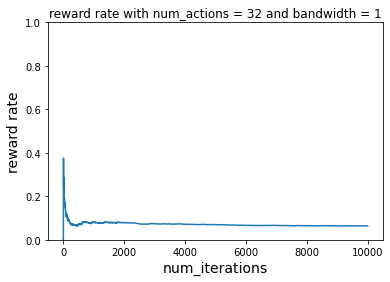 reward rate with num_actions = 32 and bandwidth = 1
1.0
0.8
0.6
0.4
0.2
0.0
reward rate
0 2000 4000 6000 8000 10000
num_iterations